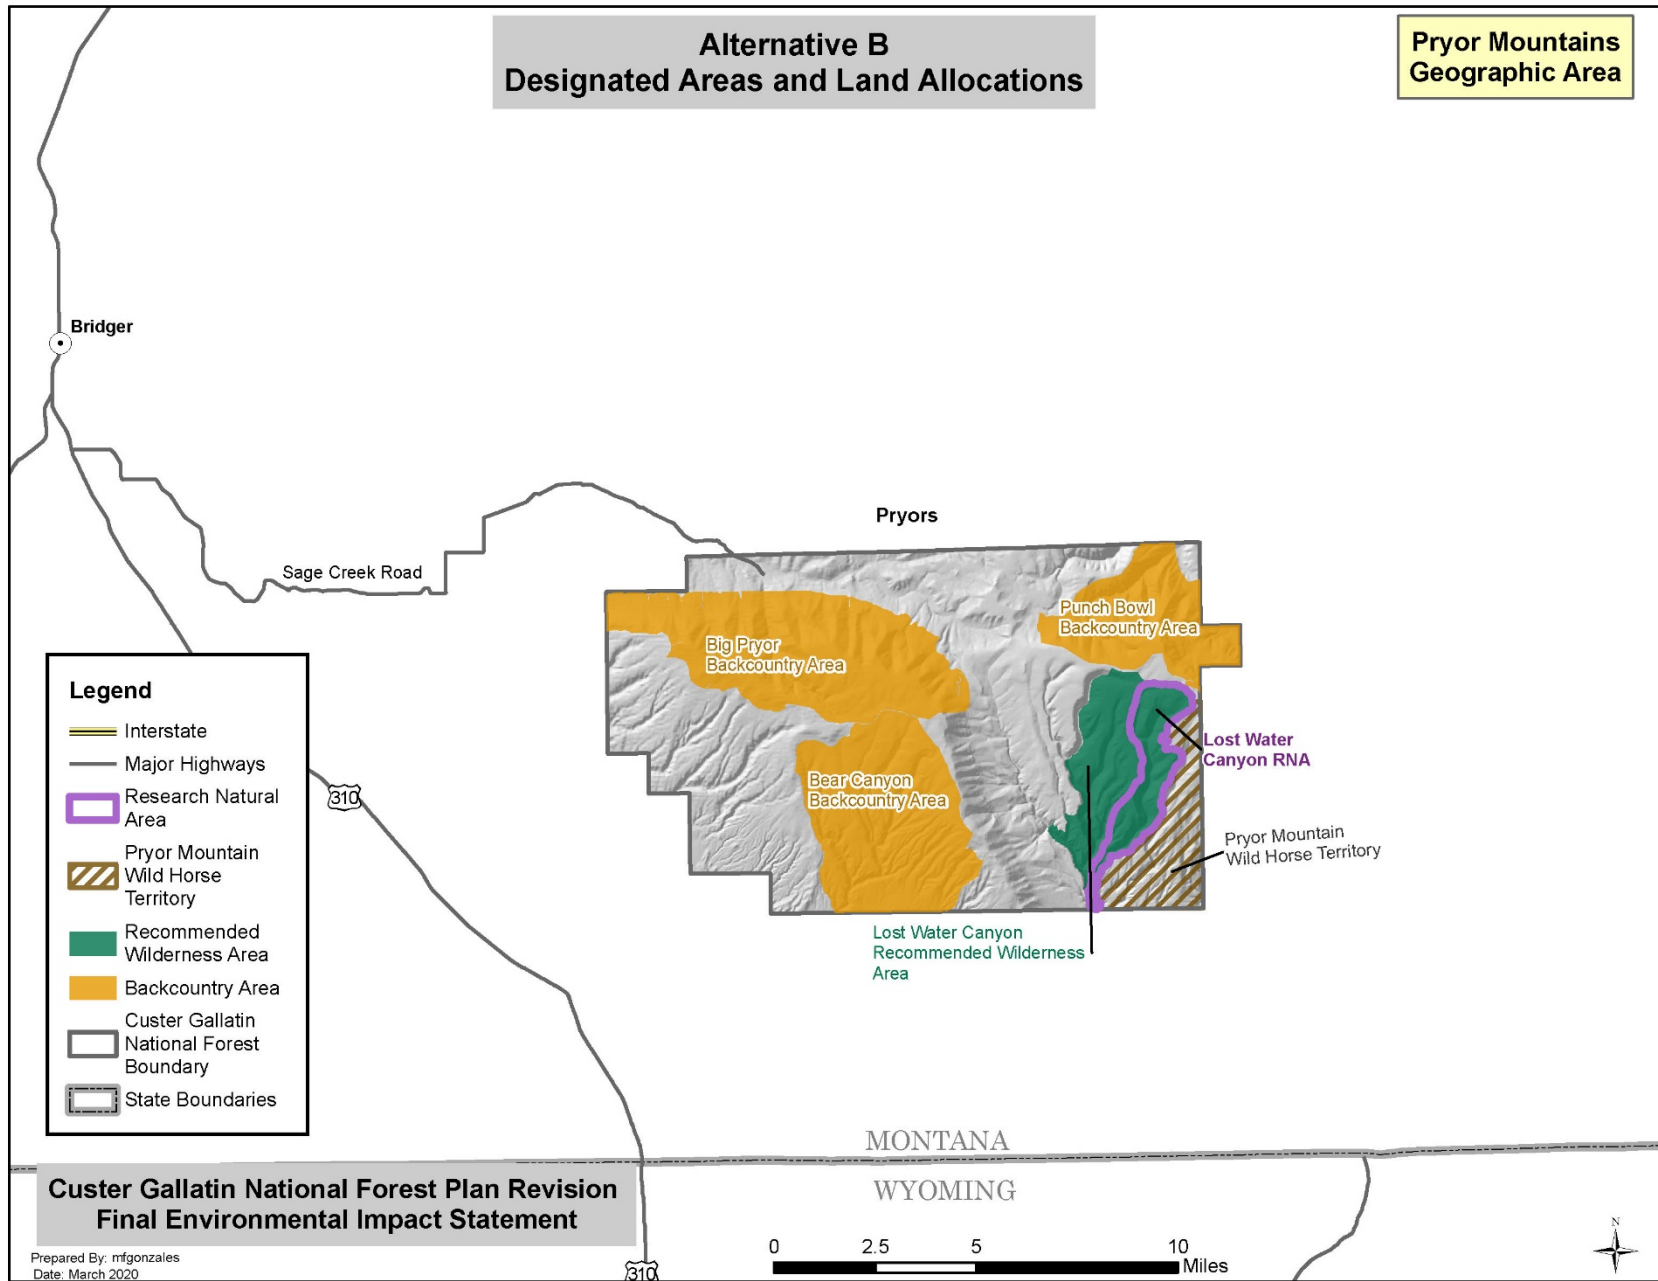 Alternative B
Designated Areas and Land Allocations
Pryor Mountains
Geographic Area
Bridger
Pryors
Sage Creek Road
Punch Bowl
Backcountry Area
Big Pryor
Backcountry Area
Lost Water
Canyon RNA
Bear Canyon
Backcountry Area
Pryor Mountain
Wild Horse Territory
Lost Water Canyon
Recommended Wilderness
Area
310
Legend
Interstate
Major Highways
Research Natural
Area
Pryor Mountain
Wild Horse
Territory
Recommended
Wilderness Area
Backcountry Area
Custer Gallatin
National Forest
Boundary
State Boundaries
MONTANA
WYOMING
Custer Gallatin National Forest Plan Revision
Final Environmental Impact Statement
Prepared By: mfgonzales
Date: March 2020
310
0 2.5 5 10
Miles
N